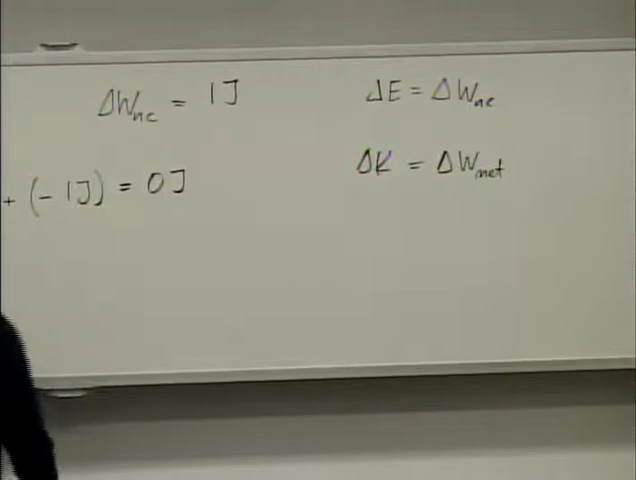 ΔW_nc = 1J
+ (-1J) = 0J
ΔE = ΔW_nc
ΔK = ΔW_net